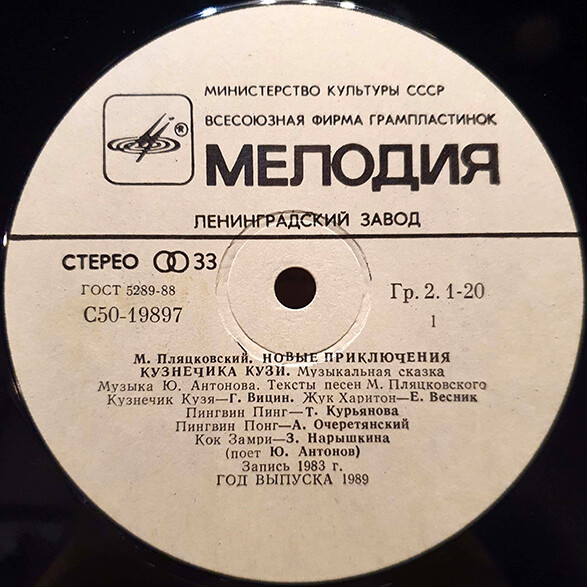 МИНИСТЕРСТВО КУЛЬТУРЫ СССР
ВСЕСОЮЗНАЯ ФИРМА ГРАМПЛАСТИНОК
®
МЕЛОДИЯ
ЛЕНИНГРАДСКИЙ ЗАВОД
СТЕРЕО 33
ГОСТ 5289-88
Гр. 2. 1-20
С50-19897
1
М. Пляцковский. НОВЫЕ ПРИКЛЮЧЕНИЯ
КУЗНЕЧИКА КУЗИ. Музыкальная сказка
Музыка Ю. Антонова. Тексты песен М. Пляцковского
Кузнечик Кузя—Г. Вицин. Жук Харитон—Е. Весник
Пингвин Пинг—Т. Курьянова
Пингвин Понг—А. Очеретянский
Кок Замри—З. Нарышкина
(поет Ю. Антонов)
Запись 1983 г.
ГОД ВЫПУСКА 1989